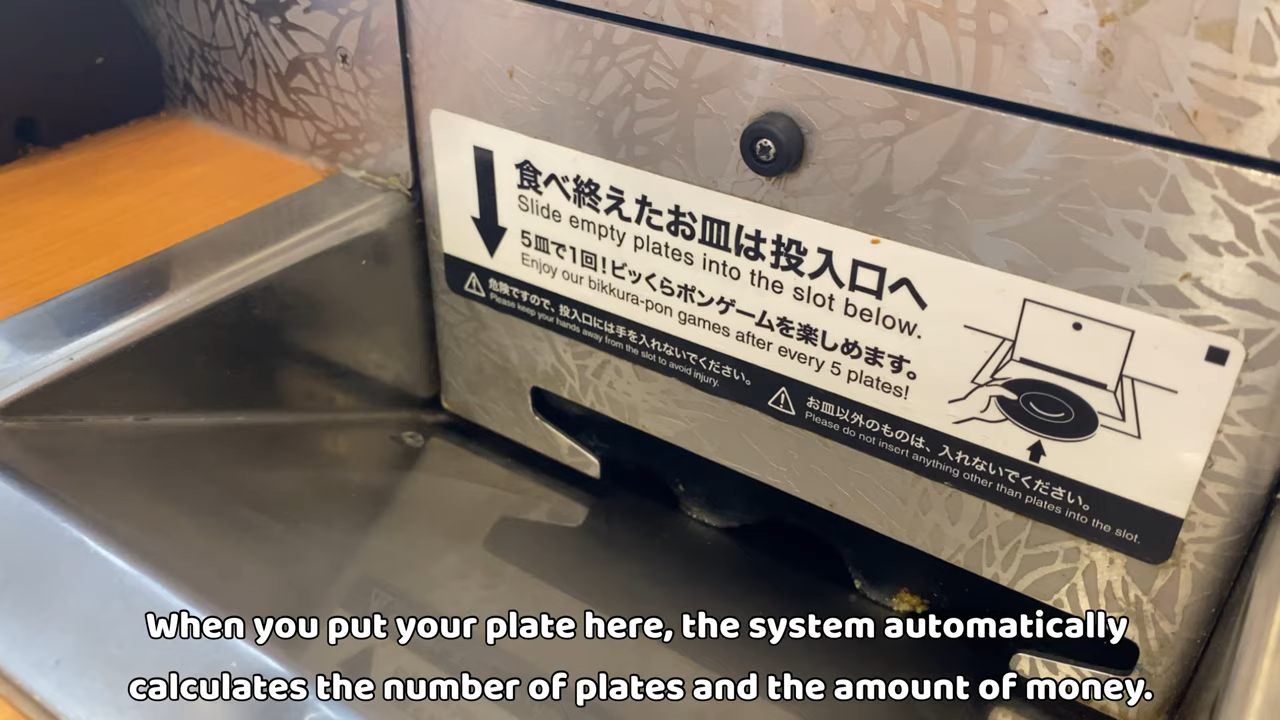 食べ終えたお皿は投入口へ
Slide empty plates into the slot below.
5皿で1回!ビッくらポンゲームを楽しめます。
Enjoy our bikkura-pon games after every 5 plates!
危険ですので、投入口には手を入れないでください。
Please keep your hands away from the slot to avoid injury.
お皿以外のものは、入れないでください。
Please do not insert anything other than plates into the slot.
When you put your plate here, the system automatically
calculates the number of plates and the amount of money.